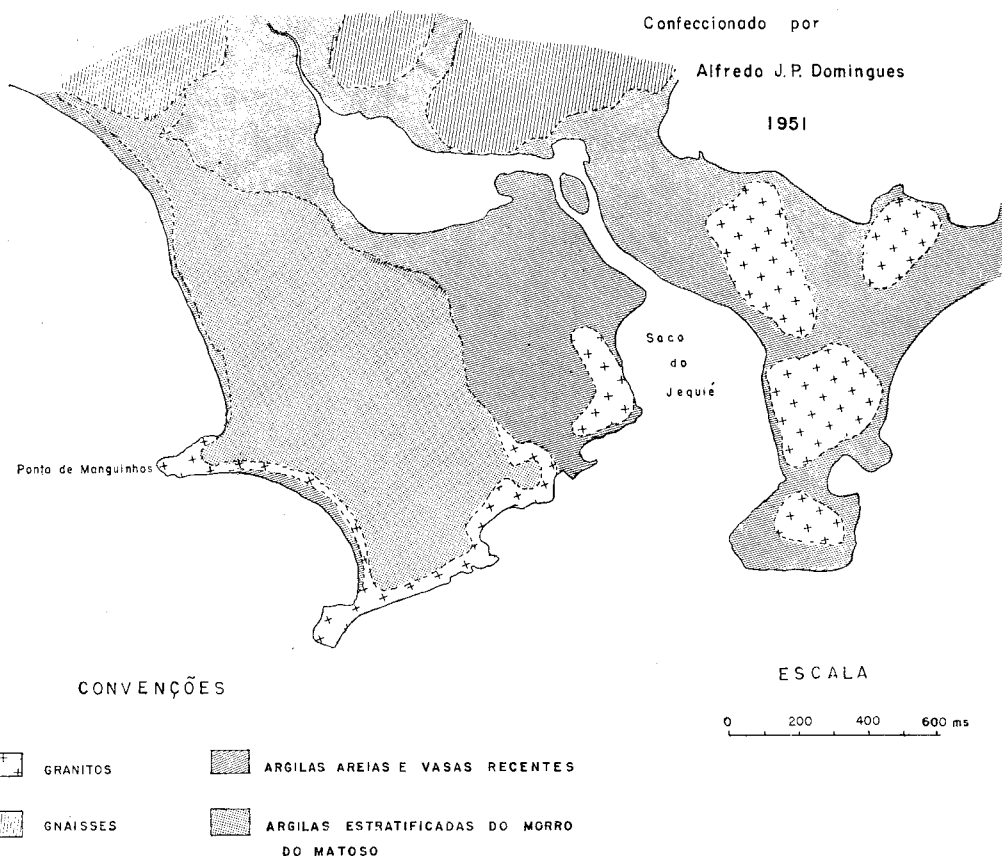 Confeccionado por
Alfredo J. P. Domingues
1951
Saco
do
Jequié
Ponta de Manguinhos
CONVENÇÕES
ESCALA
0 200 400 600 ms
GRANITOS
ARGILAS AREIAS E VASAS RECENTES
GNAISSES
ARGILAS ESTRATIFICADAS DO MORRO
DO MATOSO